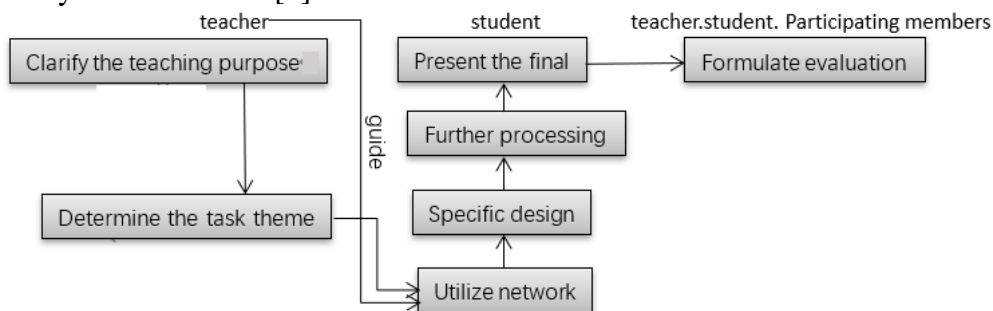 teacher
student
teacher.student. Participating members
Clarify the teaching purpose
Present the final
Formulate evaluation
guide
Further processing
Determine the task theme
Specific design
Utilize network